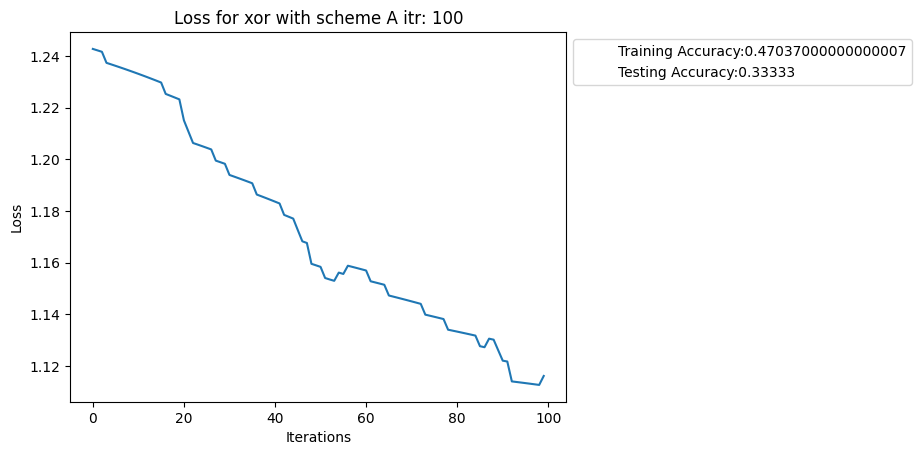 Loss for xor with scheme A itr: 100
Training Accuracy:0.47037000000000007
Testing Accuracy:0.33333
1.24
1.22
1.20
1.18
1.16
1.14
1.12
Loss
0 20 40 60 80 100
Iterations